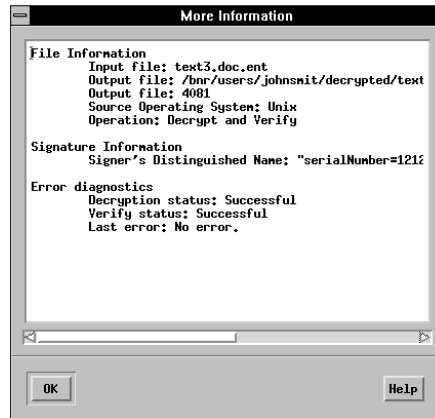 More Information
File Information
Input file: text3.doc.ent
Output file: /bnr/users/johnsmit/decrypted/text
Output file: 4081
Source Operating System: Unix
Operation: Decrypt and Verify
Signature Information
Signer's Distinguished Name: "serialNumber=1212
Error diagnostics
Decryption status: Successful
Verify status: Successful
Last error: No error.
OK Help